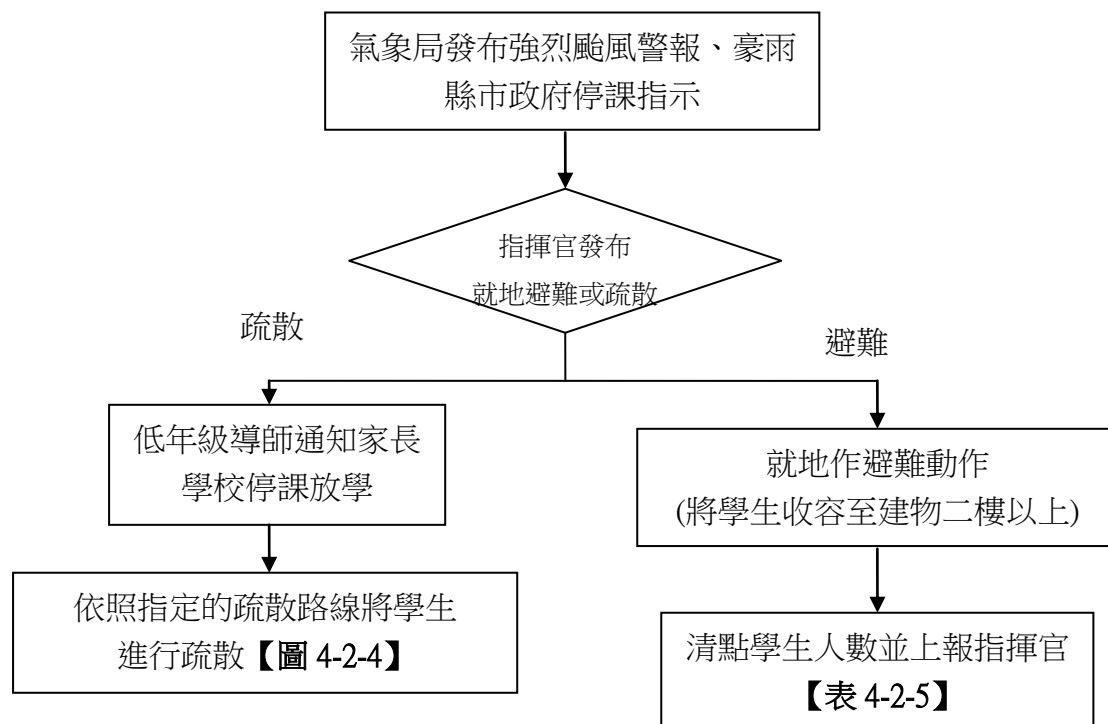 氣象局發布強烈颱風警報、豪雨
縣市政府停課指示
指揮官發布
就地避難或疏散
疏散
避難
低年級導師通知家長
學校停課放學
就地作避難動作
(將學生收容至建物二樓以上)
依照指定的疏散路線將學生
進行疏散【圖 4-2-4】
清點學生人數並上報指揮官
【表 4-2-5】